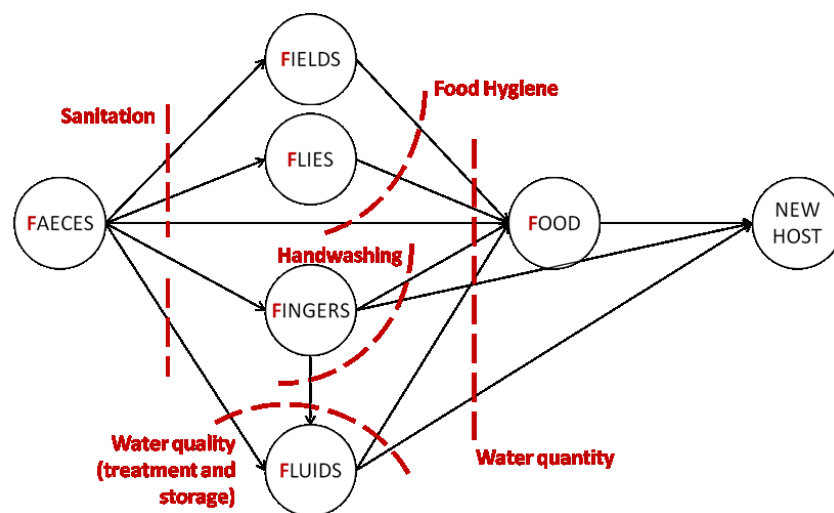 FIELDS
Food Hygiene
Sanitation
FLIES
FAECES
FOOD
NEW
HOST
Handwashing
FINGERS
Water quality
(treatment and
storage)
FLUIDS
Water quantity